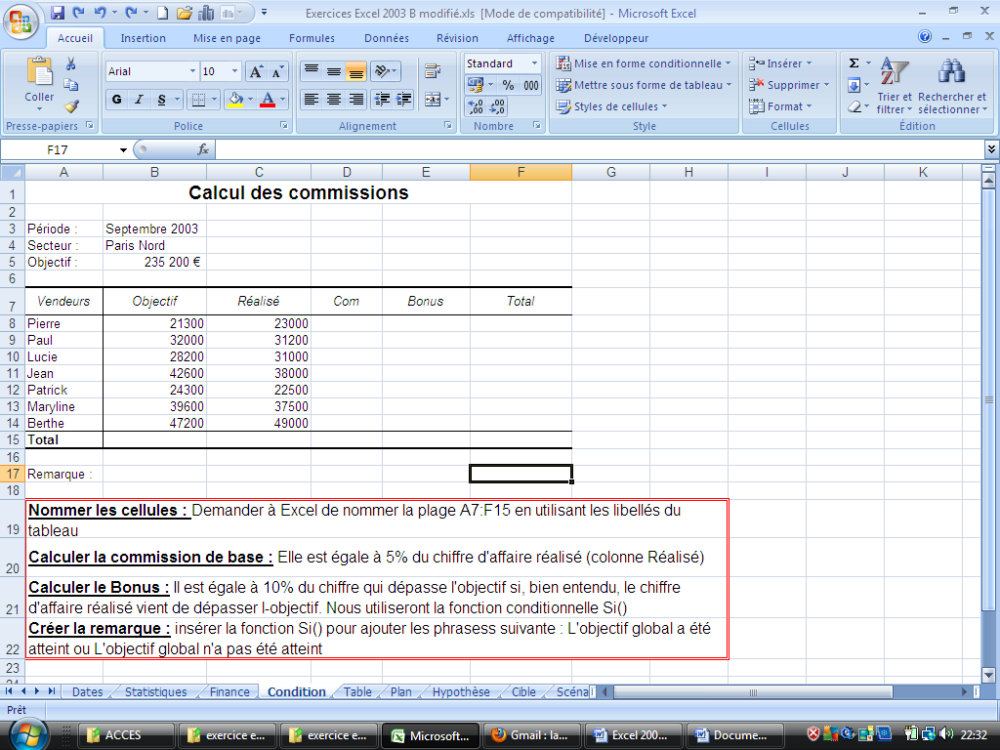 Exercices Excel 2003 B modifié.xls [Mode de compatibilité] - Microsoft Excel
Accueil Insertion Mise en page Formules Données Révision Affichage Développeur
Coller
Arial 10
G I S
Standard
% 000
Mise en forme conditionnelle
Mettre sous forme de tableau
Styles de cellules
Insérer
Supprimer
Format
Σ
Trier et filtrer
Rechercher et sélectionner
Presse-papiers Police Alignement Nombre Style Cellules Édition
F17 fx
A B C D E F G H I J K
1 Calcul des commissions
2
3 Période : Septembre 2003
4 Secteur : Paris Nord
5 Objectif : 235 200 €
6
7 Vendeurs Objectif Réalisé Com Bonus Total
8 Pierre 21300 23000
9 Paul 32000 31200
10 Lucie 28200 31000
11 Jean 42600 38000
12 Patrick 24300 22500
13 Maryline 39600 37500
14 Berthe 47200 49000
15 Total
16
17 Remarque :
18
Nommer les cellules : Demander à Excel de nommer la plage A7:F15 en utilisant les libellés du
19 tableau
20 Calculer la commission de base : Elle est égale à 5% du chiffre d'affaire réalisé (colonne Réalisé)
Calculer le Bonus : Il est égale à 10% du chiffre qui dépasse l'objectif si, bien entendu, le chiffre
21 d'affaire réalisé vient de dépasser l-objectif. Nous utiliseront la fonction conditionnelle Si()
Créer la remarque : insérer la fonction Si() pour ajouter les phrasess suivante : L'objectif global a été
22 atteint ou L'objectif global n'a pas été atteint
23
24
Dates Statistiques Finance Condition Table Plan Hypothèse Cible Scéna
Prêt
ACCES exercice e... exercice e... Microsoft... Gmail : la... Excel 200... Docume... 22:32